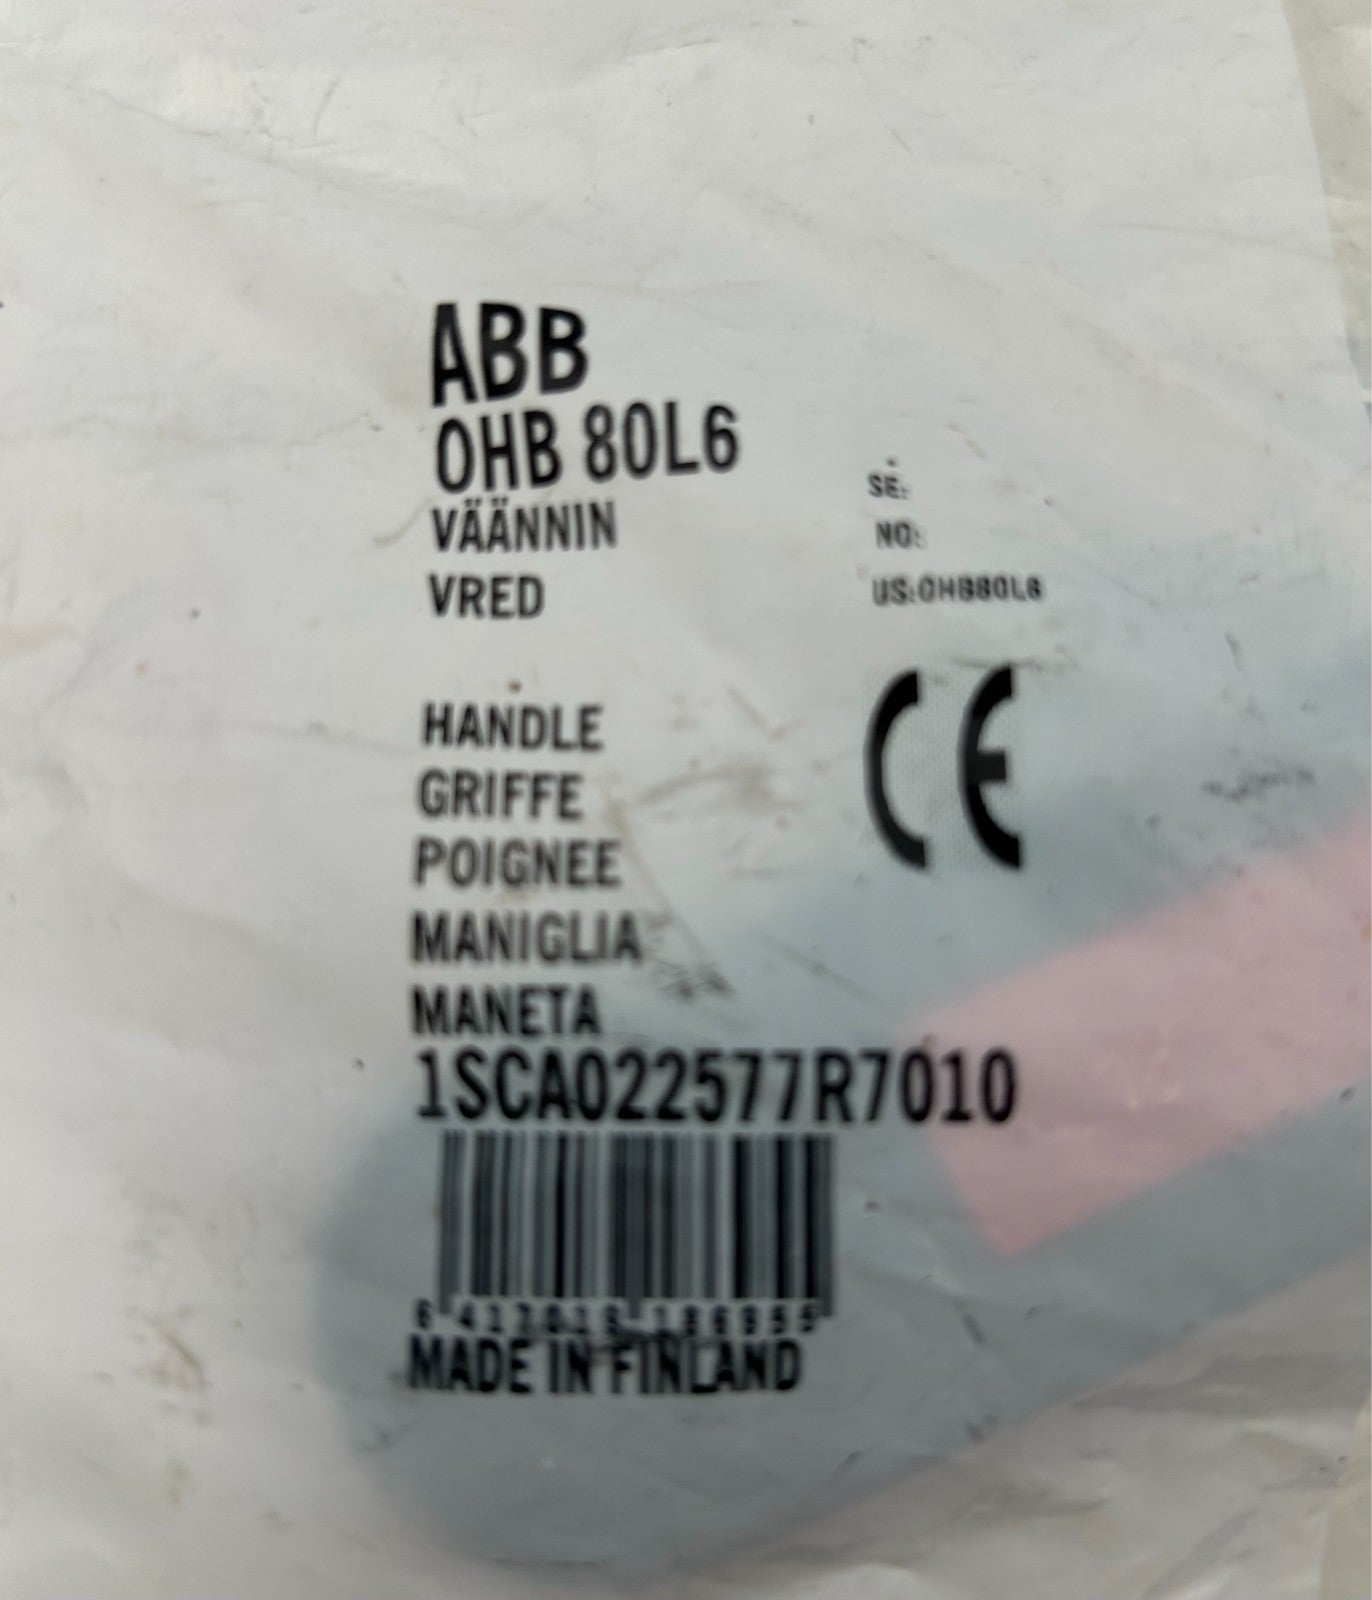 ABB
OHB 80L6
VÄÄNNIN
VRED
SE:
NO:
US:OHB80L6
HANDLE
GRIFFE
POIGNEE
MANIGLIA
MANETA
1SCA022577R7010
MADE IN FINLAND
CE